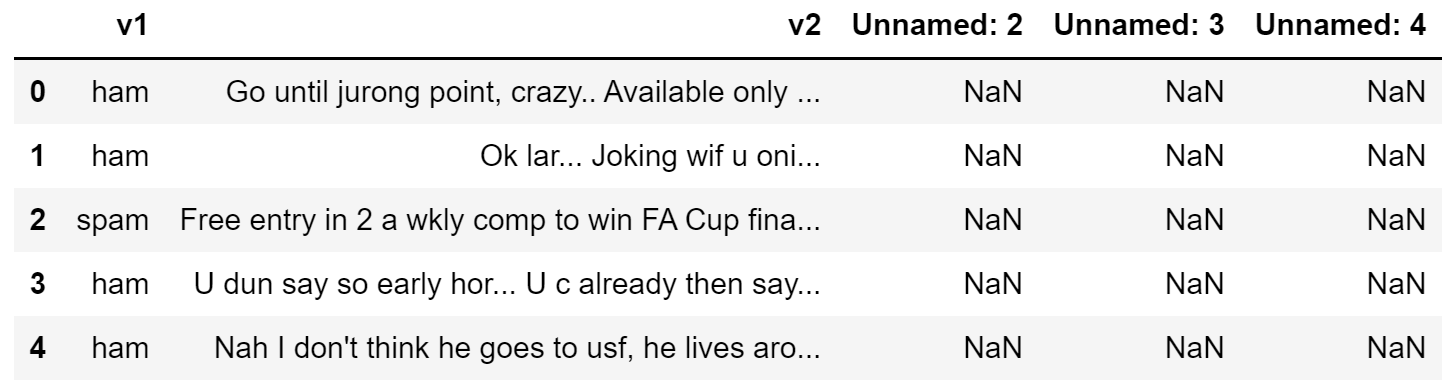 v1 v2 Unnamed: 2 Unnamed: 3 Unnamed: 4
0 ham Go until jurong point, crazy.. Available only ... NaN NaN NaN
1 ham Ok lar... Joking wif u oni... NaN NaN NaN
2 spam Free entry in 2 a wkly comp to win FA Cup fina... NaN NaN NaN
3 ham U dun say so early hor... U c already then say... NaN NaN NaN
4 ham Nah I don't think he goes to usf, he lives aro... NaN NaN NaN